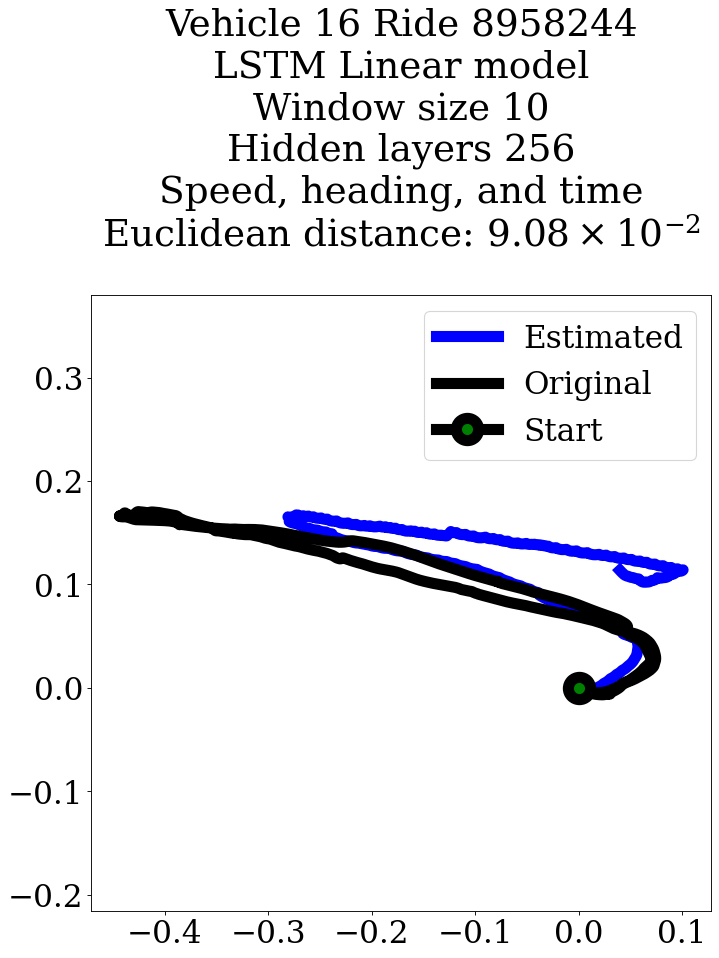 Vehicle 16 Ride 8958244
LSTM Linear model
Window size 10
Hidden layers 256
Speed, heading, and time
Euclidean distance: 9.08 × 10⁻²
Estimated
Original
Start
0.3
0.2
0.1
0.0
−0.1
−0.2
−0.4 −0.3 −0.2 −0.1 0.0 0.1